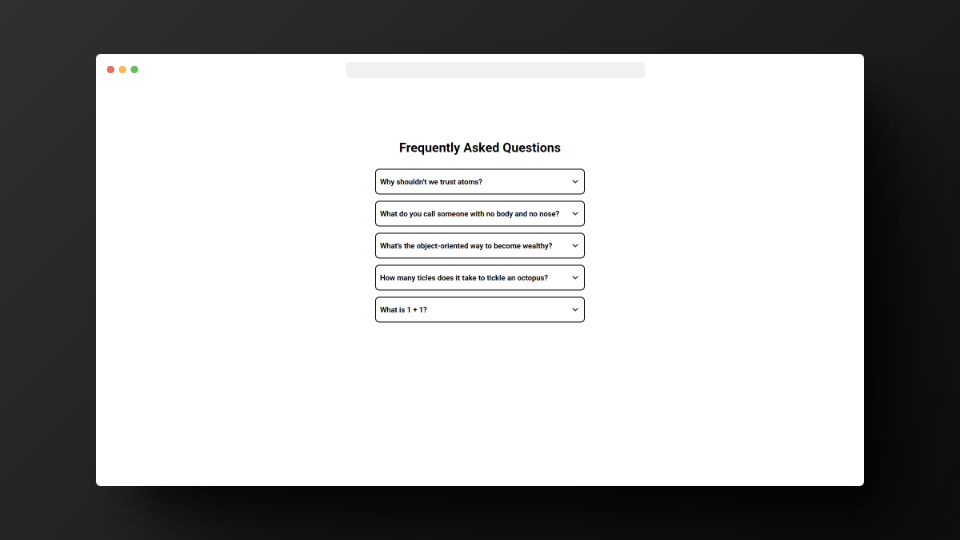 Frequently Asked Questions
Why shouldn't we trust atoms?
What do you call someone with no body and no nose?
What's the object-oriented way to become wealthy?
How many ticles does it take to tickle an octopus?
What is 1 + 1?